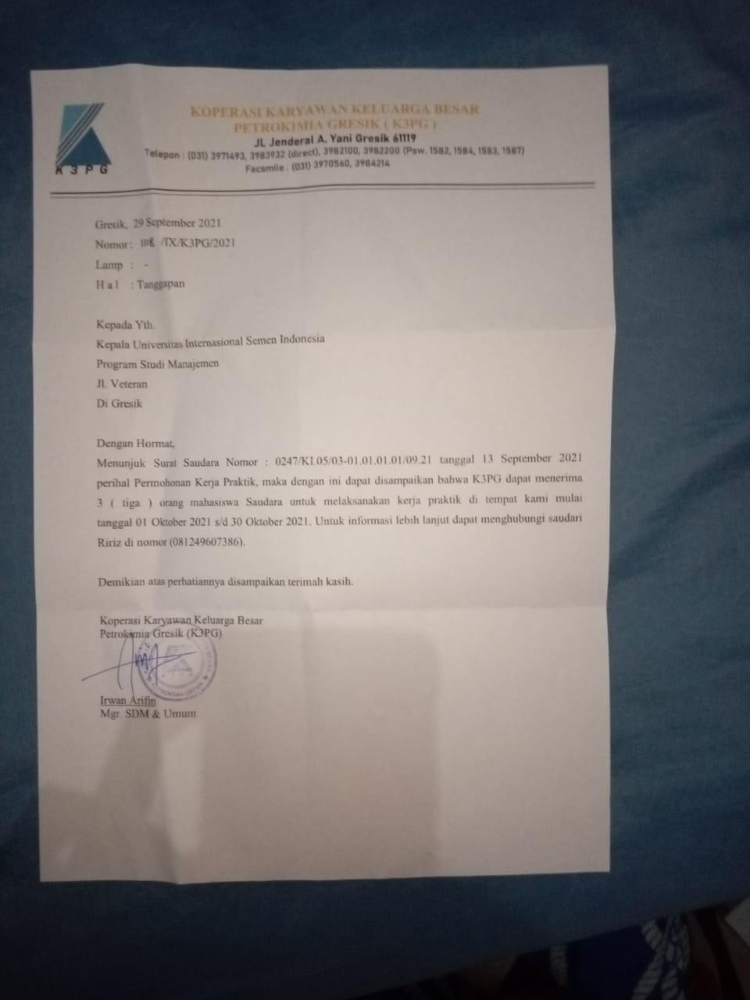 KOPERASI KARYAWAN KELUARGA BESAR
PETROKIMIA GRESIK ( K3PG )
JL Jenderal A. Yani Gresik 61119
Telepon : (031) 3971493, 3983932 (direct), 3982100, 3982200 (Psw. 1582, 1584, 1583, 1587)
Facsmile : (031) 3970560, 3984214
K3PG
Gresik, 29 September 2021
Nomor : /IX/K3PG/2021
Lamp : -
H a l : Tanggapan
Kepada Yth.
Kepala Universitas Internasional Semen Indonesia
Program Studi Manajemen
Jl. Veteran
Di Gresik
Dengan Hormat,
Menunjuk Surat Saudara Nomor : 0247/KI.05/03-01.01.01.01/09.21 tanggal 13 September 2021
perihal Permohonan Kerja Praktik, maka dengan ini dapat disampaikan bahwa K3PG dapat menerima
3 ( tiga ) orang mahasiswa Saudara untuk melaksanakan kerja praktik di tempat kami mulai
tanggal 01 Oktober 2021 s/d 30 Oktober 2021. Untuk informasi lebih lanjut dapat menghubungi saudari
Ririz di nomor (081249607386).
Demikian atas perhatiannya disampaikan terimah kasih.
Koperasi Karyawan Keluarga Besar
Petrokimia Gresik (K3PG)
Irwan Arifin
Mgr. SDM & Umum